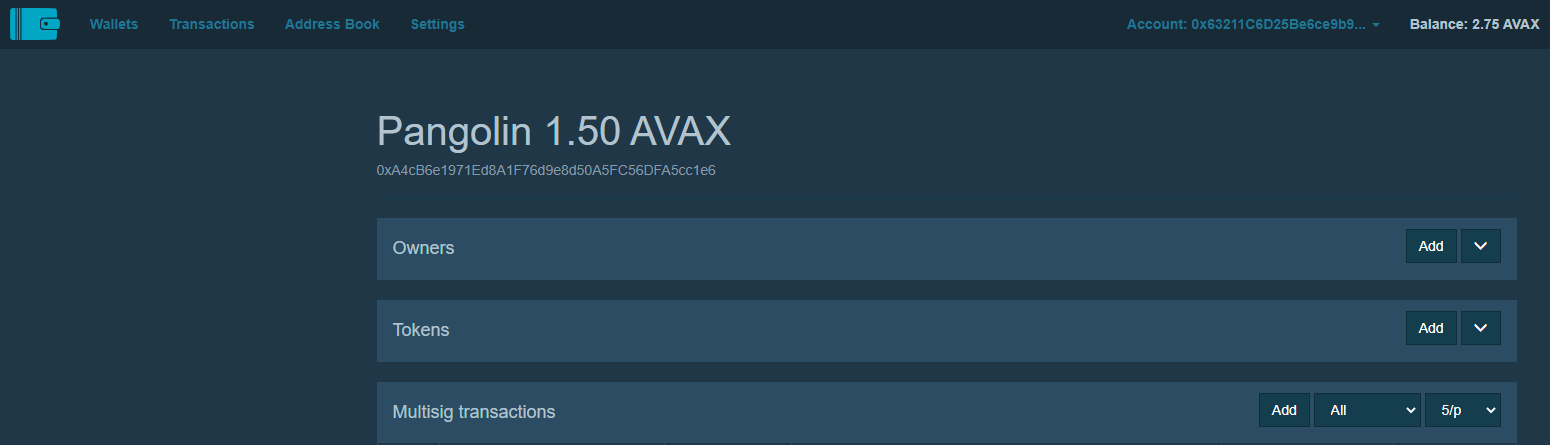 Wallets Transactions Address Book Settings Account: 0x63211C6D25Be6ce9b9... Balance: 2.75 AVAX
Pangolin 1.50 AVAX
0xA4cB6e1971Ed8A1F76d9e8d50A5FC56DFA5cc1e6
Owners Add
Tokens Add
Multisig transactions Add All 5/p